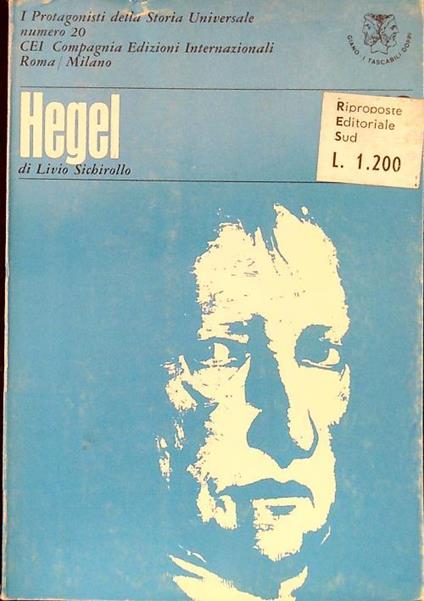 I Protagonisti della Storia Universale
numero 20
CEI Compagnia Edizioni Internazionali
Roma / Milano
GIANO · I TASCABILI DOPPI
Hegel
di Livio Sichirollo
Riproposte
Editoriale
Sud
L. 1.200